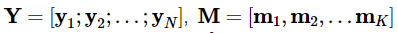 Y = [y₁; y₂; . . . ; y_N], M = [m₁, m₂, . . . m_K]